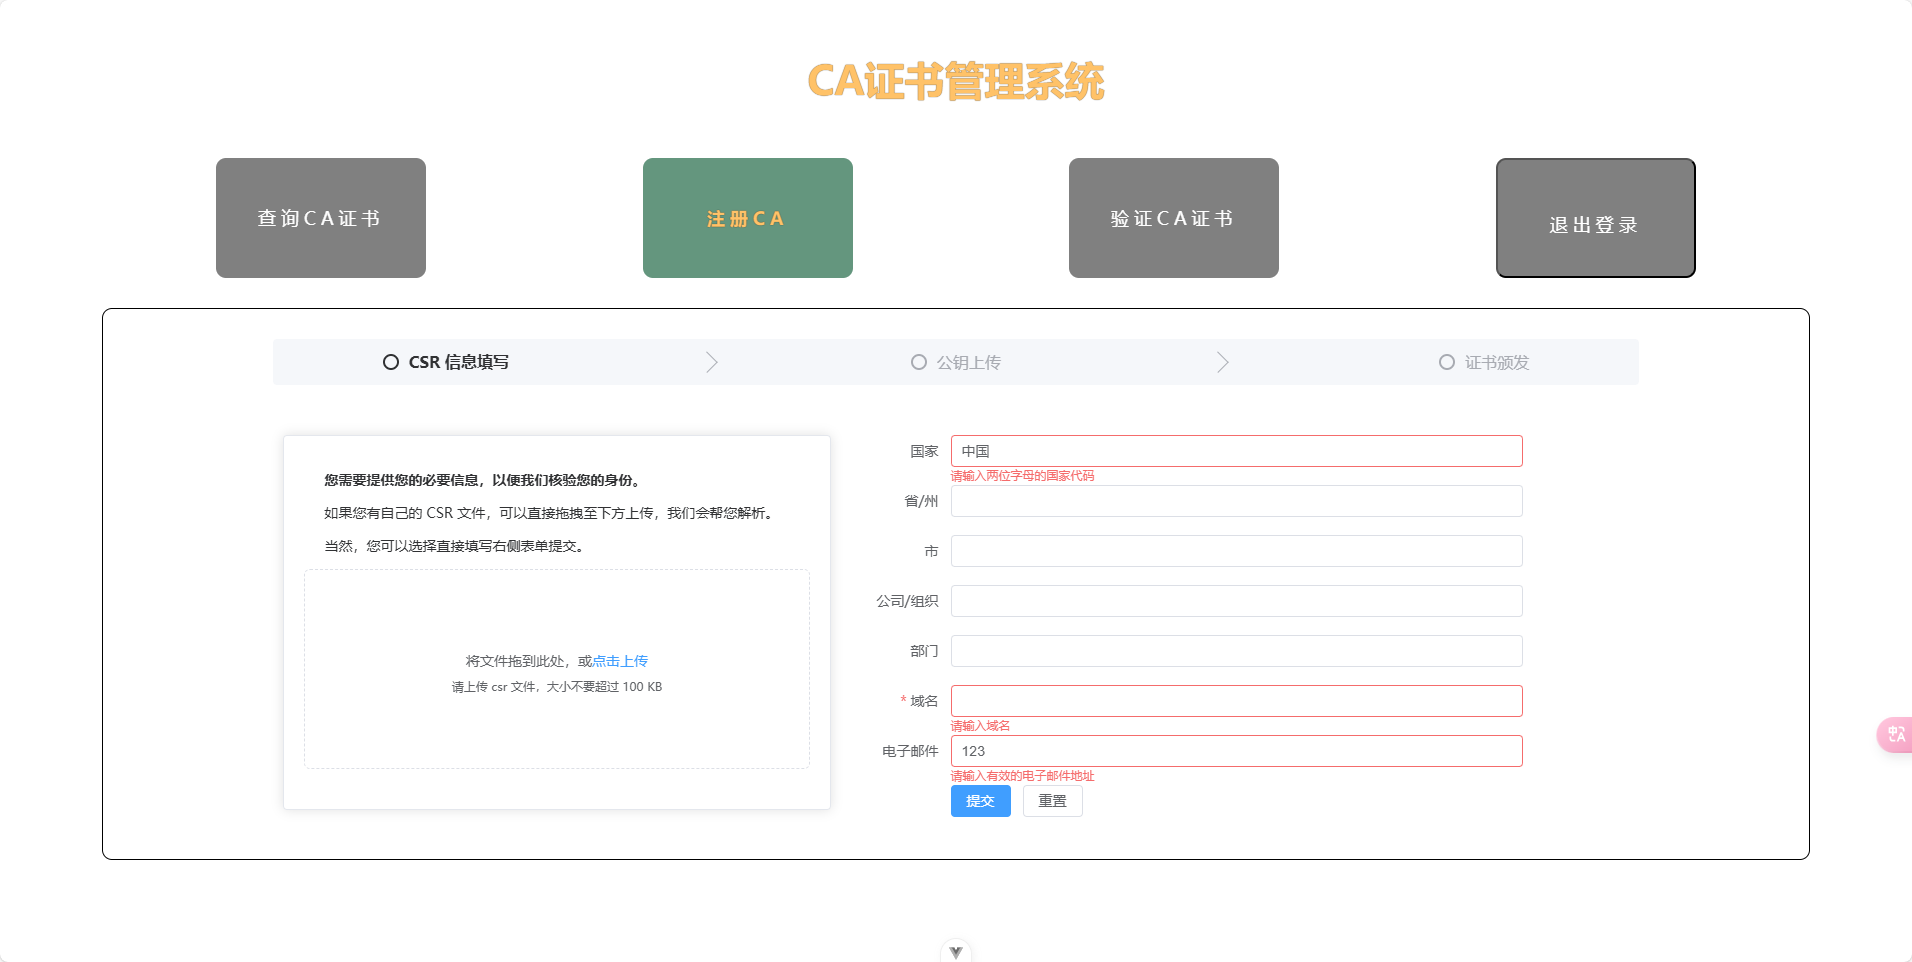 CA证书管理系统
查询CA证书
注册CA
验证CA证书
退出登录
CSR 信息填写
公钥上传
证书颁发
您需要提供您的必要信息，以便我们核验您的身份。
如果您有自己的 CSR 文件，可以直接拖拽至下方上传，我们会帮您解析。
当然，您可以选择直接填写右侧表单提交。
将文件拖到此处，或点击上传
请上传 csr 文件，大小不要超过 100 KB
国家
中国
请输入两位字母的国家代码
省/州
市
公司/组织
部门
* 域名
请输入域名
电子邮件
123
请输入有效的电子邮件地址
提交
重置
中
A